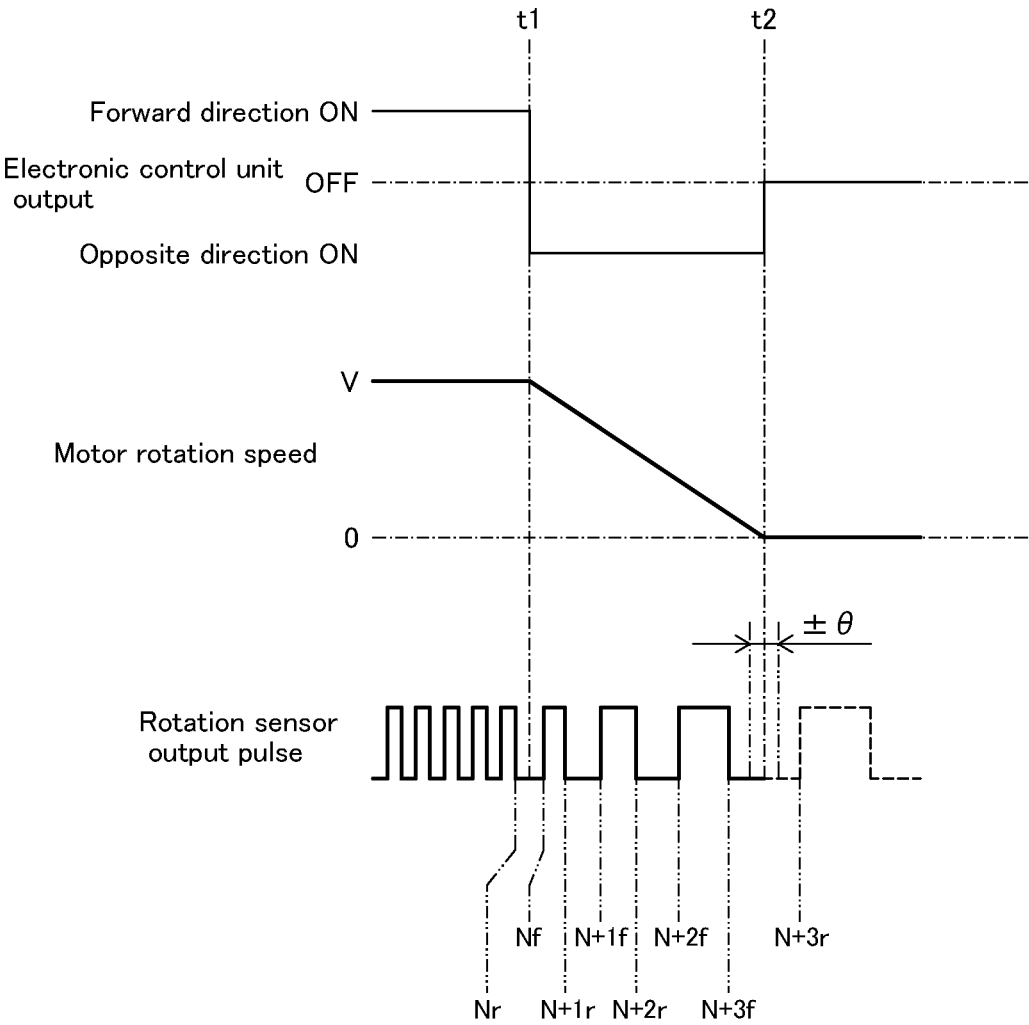 t1 t2
Forward direction ON
Electronic control unit
output
OFF
Opposite direction ON
V
Motor rotation speed
0
± θ
Rotation sensor
output pulse
Nf N+1f N+2f N+3r
Nr N+1r N+2r N+3f